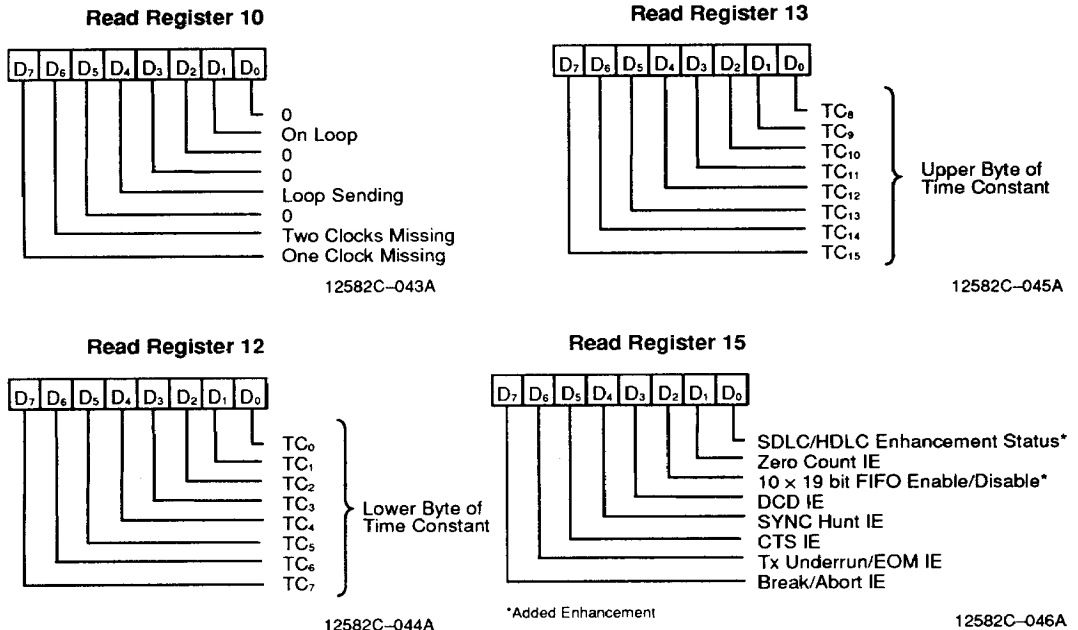 Read Register 10
D₇ D₆ D₅ D₄ D₃ D₂ D₁ D₀
0
On Loop
0
0
Loop Sending
0
Two Clocks Missing
One Clock Missing
12582C–043A
Read Register 13
D₇ D₆ D₅ D₄ D₃ D₂ D₁ D₀
TC₈
TC₉
TC₁₀
TC₁₁
TC₁₂
TC₁₃
TC₁₄
TC₁₅
Upper Byte of
Time Constant
12582C–045A
Read Register 12
D₇ D₆ D₅ D₄ D₃ D₂ D₁ D₀
TC₀
TC₁
TC₂
TC₃
TC₄
TC₅
TC₆
TC₇
Lower Byte of
Time Constant
12582C–044A
Read Register 15
D₇ D₆ D₅ D₄ D₃ D₂ D₁ D₀
SDLC/HDLC Enhancement Status*
Zero Count IE
10 × 19 bit FIFO Enable/Disable*
DCD IE
SYNC Hunt IE
CTS IE
Tx Underrun/EOM IE
Break/Abort IE
*Added Enhancement
12582C–046A